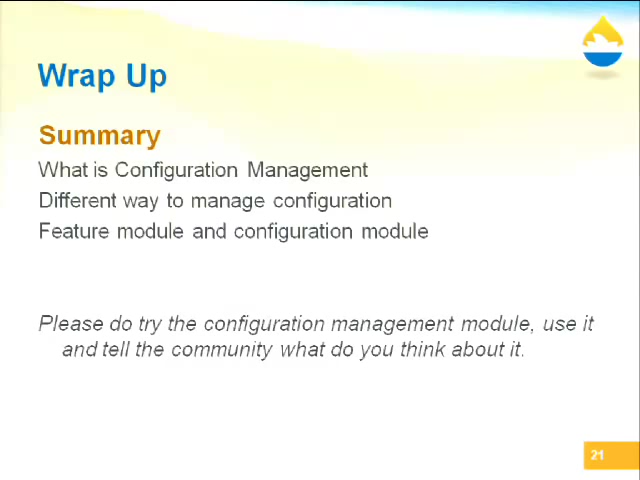 Wrap Up
Summary
What is Configuration Management
Different way to manage configuration
Feature module and configuration module
Please do try the configuration management module, use it
and tell the community what do you think about it.
21